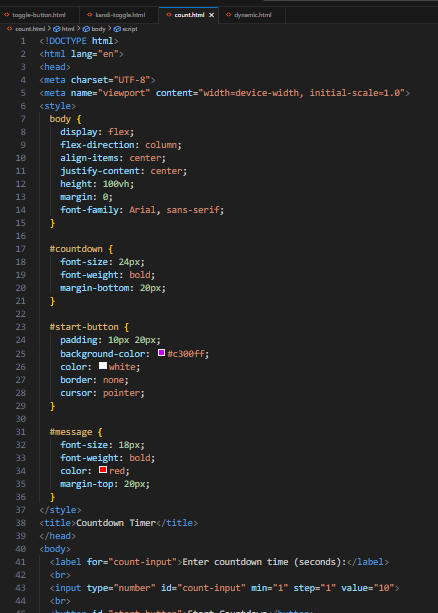 toggle-button.html kandi-toggle.html count.html dynamic.html
count.html > html > body > script
1 <!DOCTYPE html>
2 <html lang="en">
3 <head>
4 <meta charset="UTF-8">
5 <meta name="viewport" content="width=device-width, initial-scale=1.0">
6 <style>
7 body {
8 display: flex;
9 flex-direction: column;
10 align-items: center;
11 justify-content: center;
12 height: 100vh;
13 margin: 0;
14 font-family: Arial, sans-serif;
15 }
16
17 #countdown {
18 font-size: 24px;
19 font-weight: bold;
20 margin-bottom: 20px;
21 }
22
23 #start-button {
24 padding: 10px 20px;
25 background-color: #c300ff;
26 color: white;
27 border: none;
28 cursor: pointer;
29 }
30
31 #message {
32 font-size: 18px;
33 font-weight: bold;
34 color: red;
35 margin-top: 20px;
36 }
37 </style>
38 <title>Countdown Timer</title>
39 </head>
40 <body>
41 <label for="count-input">Enter countdown time (seconds):</label>
42 <br>
43 <input type="number" id="count-input" min="1" step="1" value="10">
44 <br>